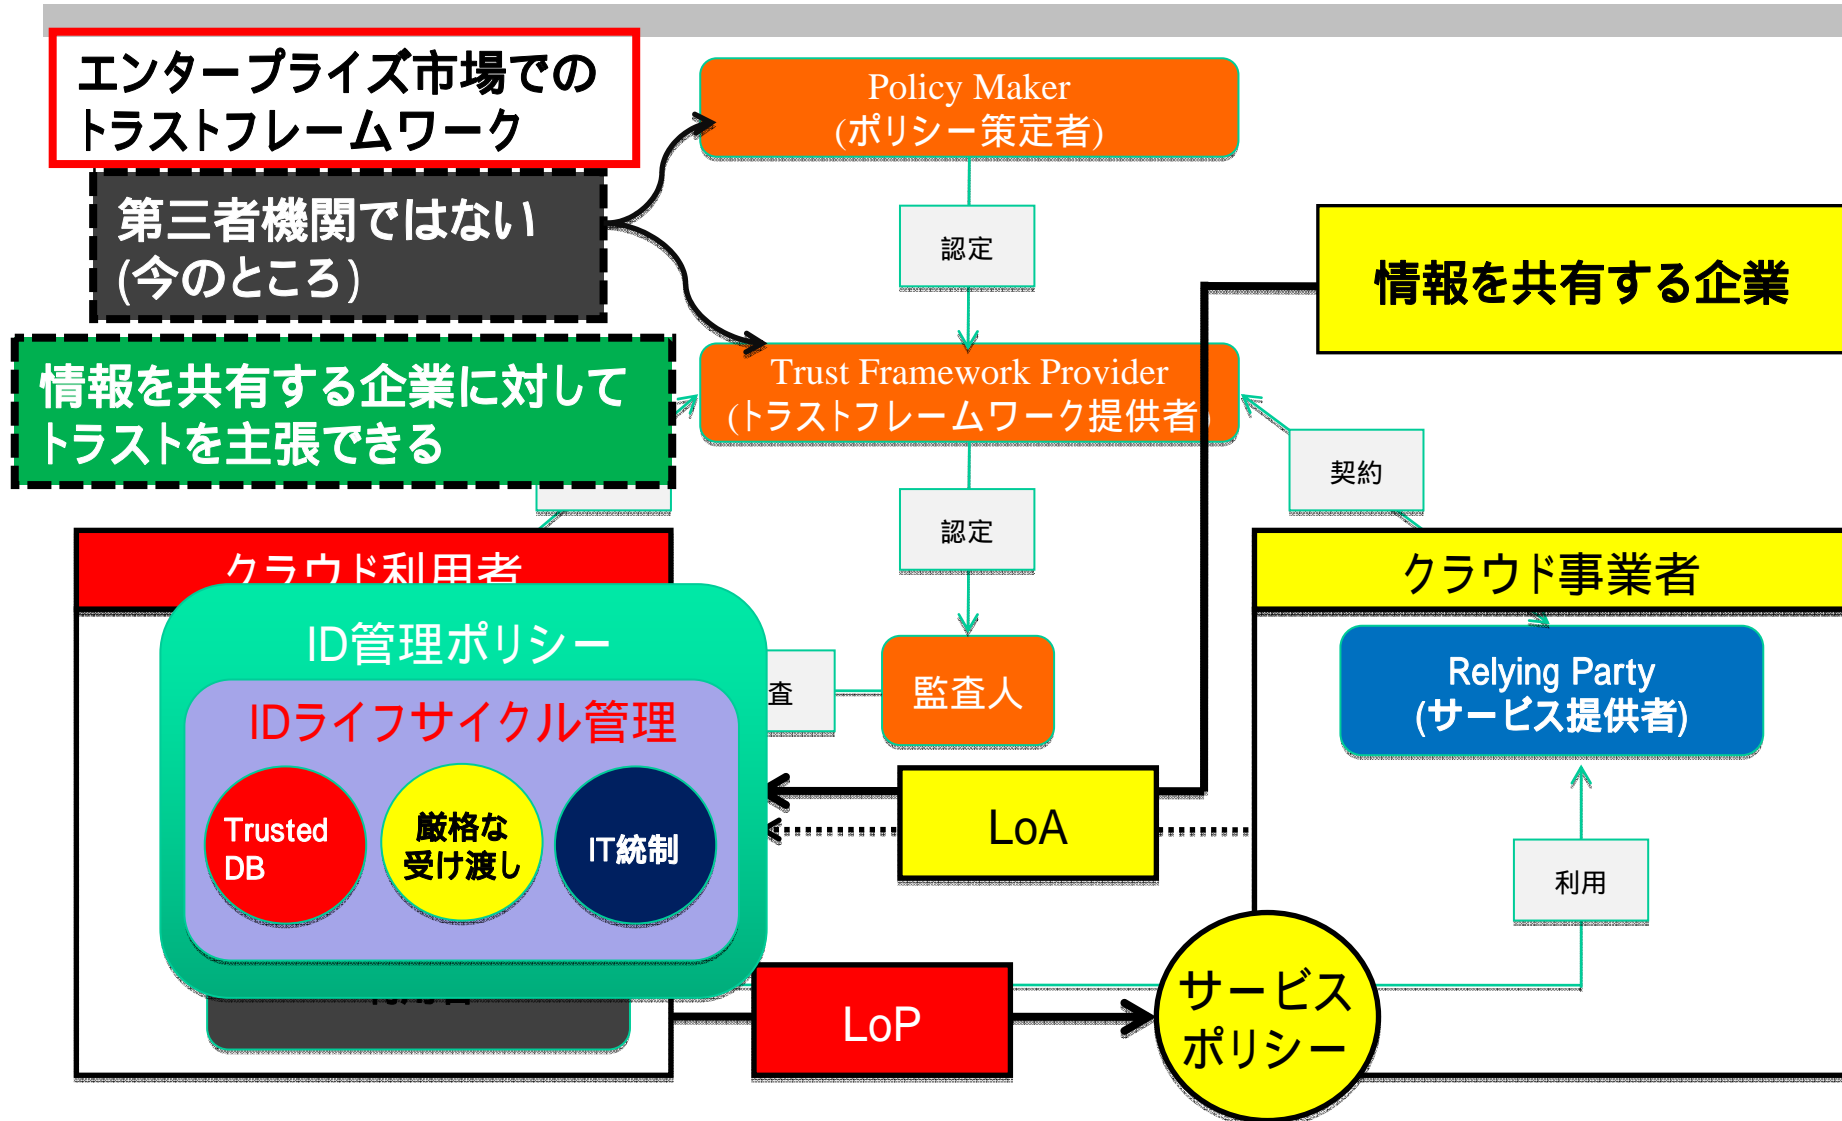 エンタープライズ市場での
トラストフレームワーク
Policy Maker
(ポリシー策定者)
第三者機関ではない
(今のところ)
認定
情報を共有する企業
Trust Framework Provider
(トラストフレームワーク提供者)
情報を共有する企業に対して
トラストを主張できる
契約
認定
クラウド利用者
クラウド事業者
ID管理ポリシー
IDライフサイクル管理
査
監査人
Relying Party
(サービス提供者)
Trusted
DB
厳格な
受け渡し
IT統制
LoA
利用
LoP
サービス
ポリシー